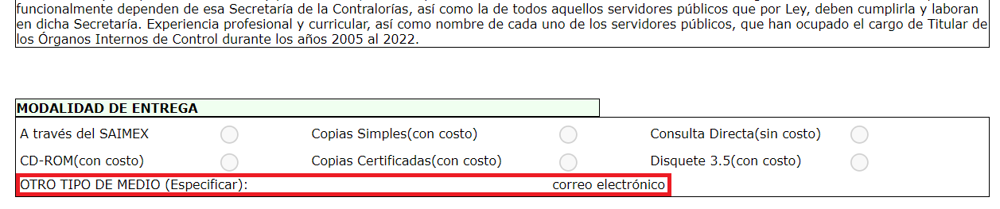 funcionalmente dependen de esa Secretaría de la Contralorías, así como la de todos aquellos servidores públicos que por Ley, deben cumplirla y laboran
en dicha Secretaría. Experiencia profesional y curricular, así como nombre de cada uno de los servidores públicos, que han ocupado el cargo de Titular de
los Órganos Internos de Control durante los años 2005 al 2022.
MODALIDAD DE ENTREGA
A través del SAIMEX Copias Simples(con costo) Consulta Directa(sin costo)
CD-ROM(con costo) Copias Certificadas(con costo) Disquete 3.5(con costo)
OTRO TIPO DE MEDIO (Especificar): correo electrónico